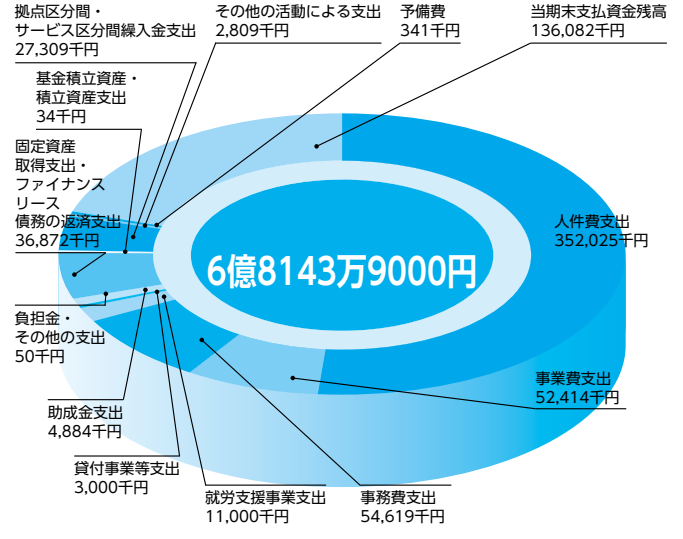 拠点区分間・
サービス区分間繰入金支出
27,309千円
その他の活動による支出
2,809千円
予備費
341千円
当期末支払資金残高
136,082千円
基金積立資産・
積立資産支出
34千円
固定資産
取得支出・
ファイナンス
リース
債務の返済支出
36,872千円
人件費支出
352,025千円
6億8143万9000円
負担金・
その他の支出
50千円
事業費支出
52,414千円
助成金支出
4,884千円
貸付事業等支出
3,000千円
就労支援事業支出
11,000千円
事務費支出
54,619千円